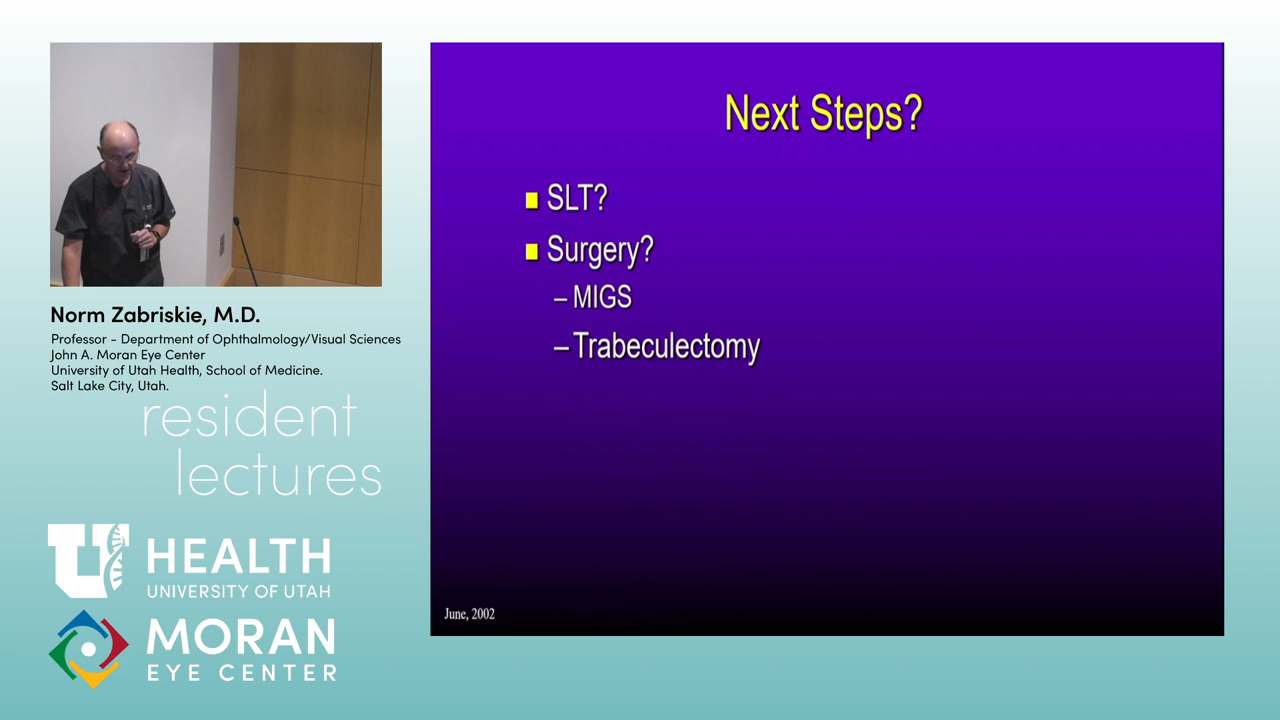 Norm Zabriskie, M.D.
Professor - Department of Ophthalmology/Visual Sciences
John A. Moran Eye Center
University of Utah Health, School of Medicine.
Salt Lake City, Utah.
resident
lectures
U HEALTH
UNIVERSITY OF UTAH
MORAN
EYE CENTER
Next Steps?
SLT?
Surgery?
– MIGS
– Trabeculectomy
June, 2002